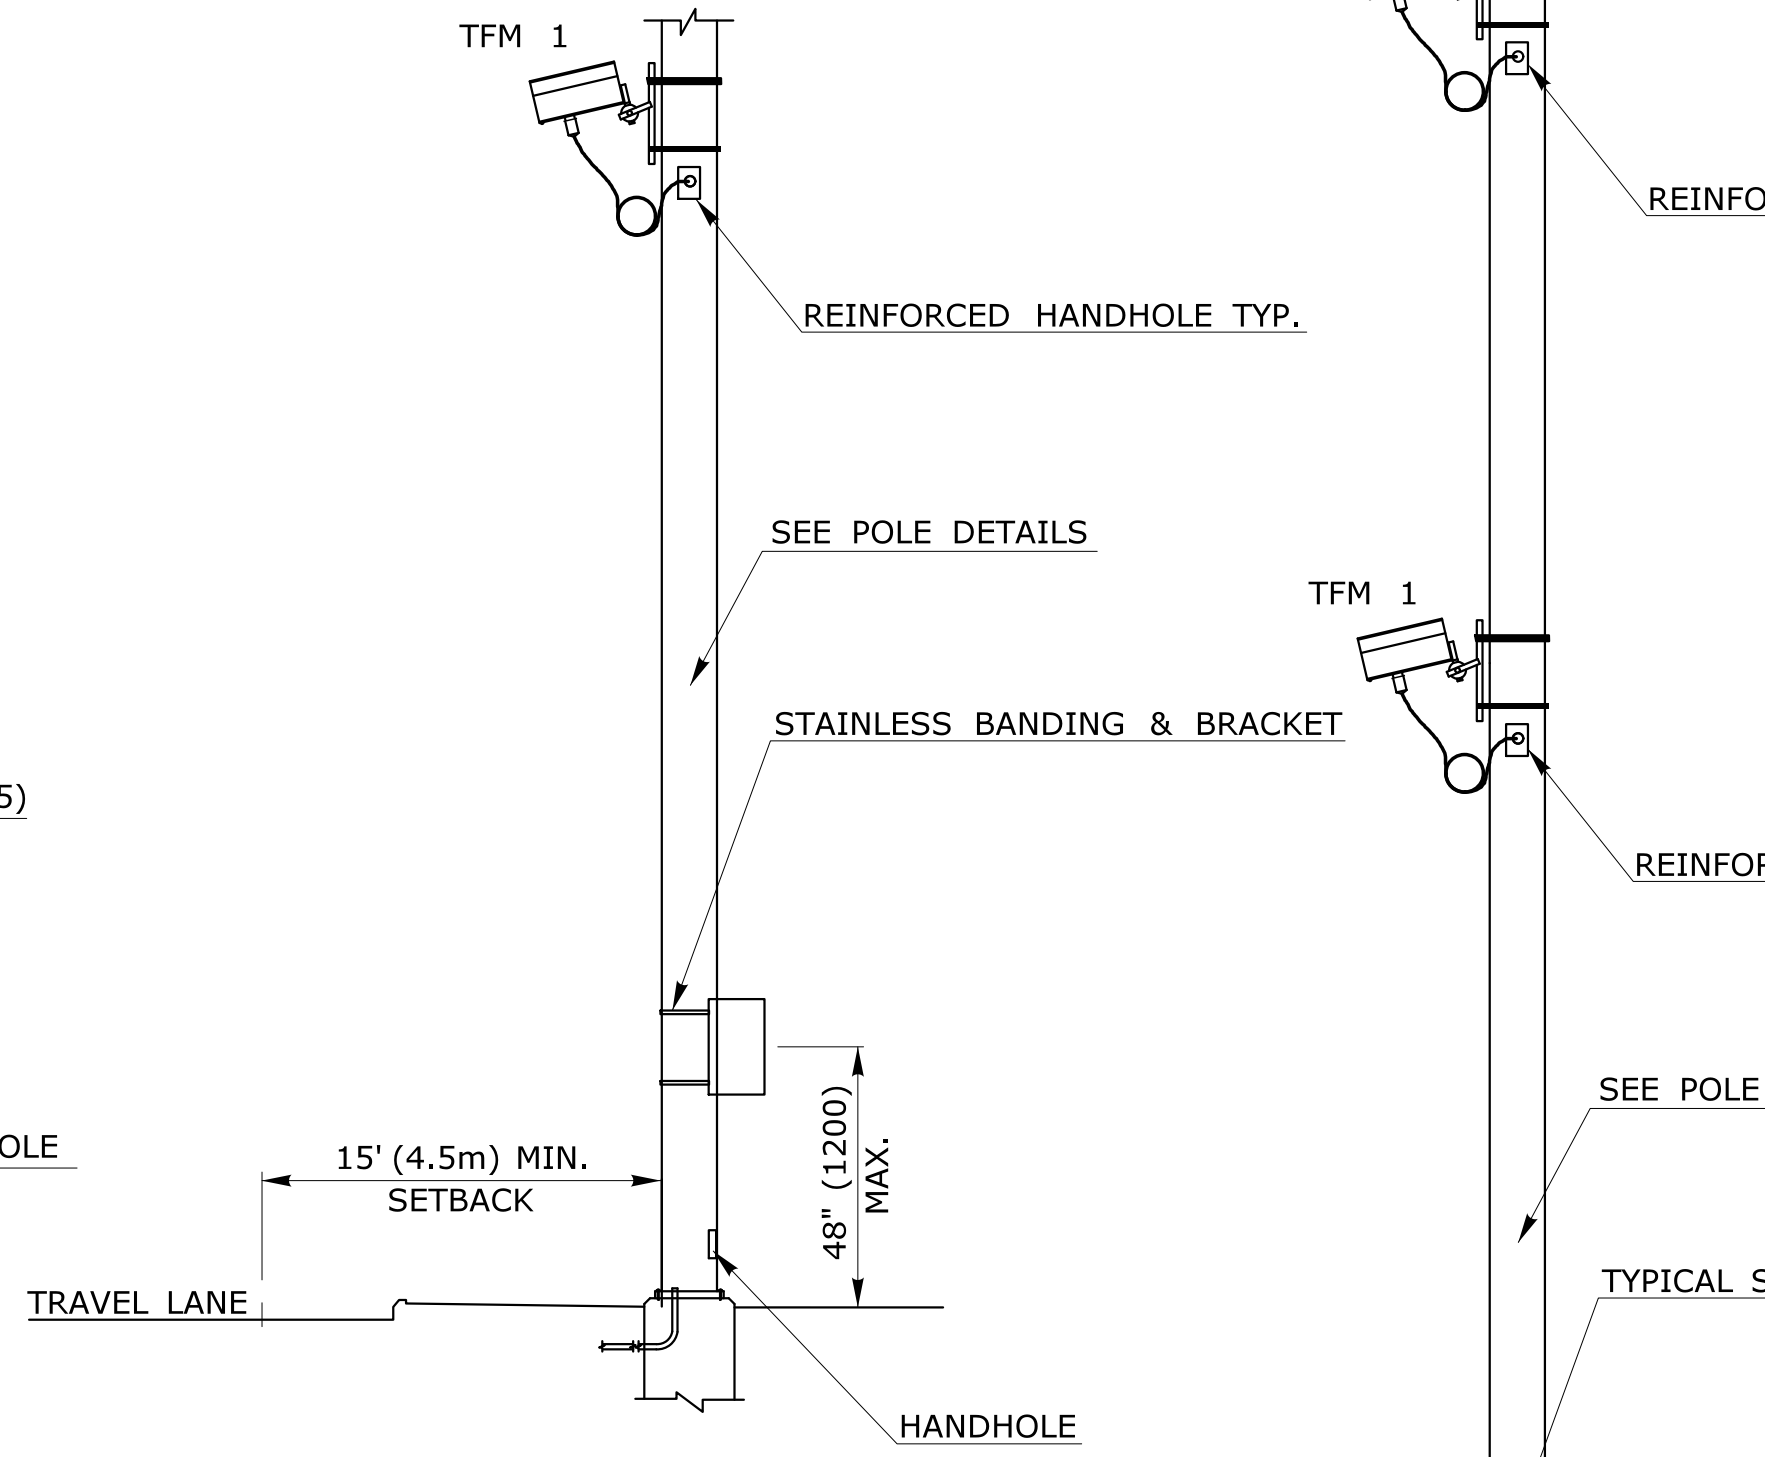 TFM 1
REINFORCED HANDHOLE TYP.
SEE POLE DETAILS
STAINLESS BANDING & BRACKET
5)
OLE
15' (4.5m) MIN.
SETBACK
48" (1200)
MAX.
TRAVEL LANE
HANDHOLE
REINFO
TFM 1
REINFOR
SEE POLE
TYPICAL S